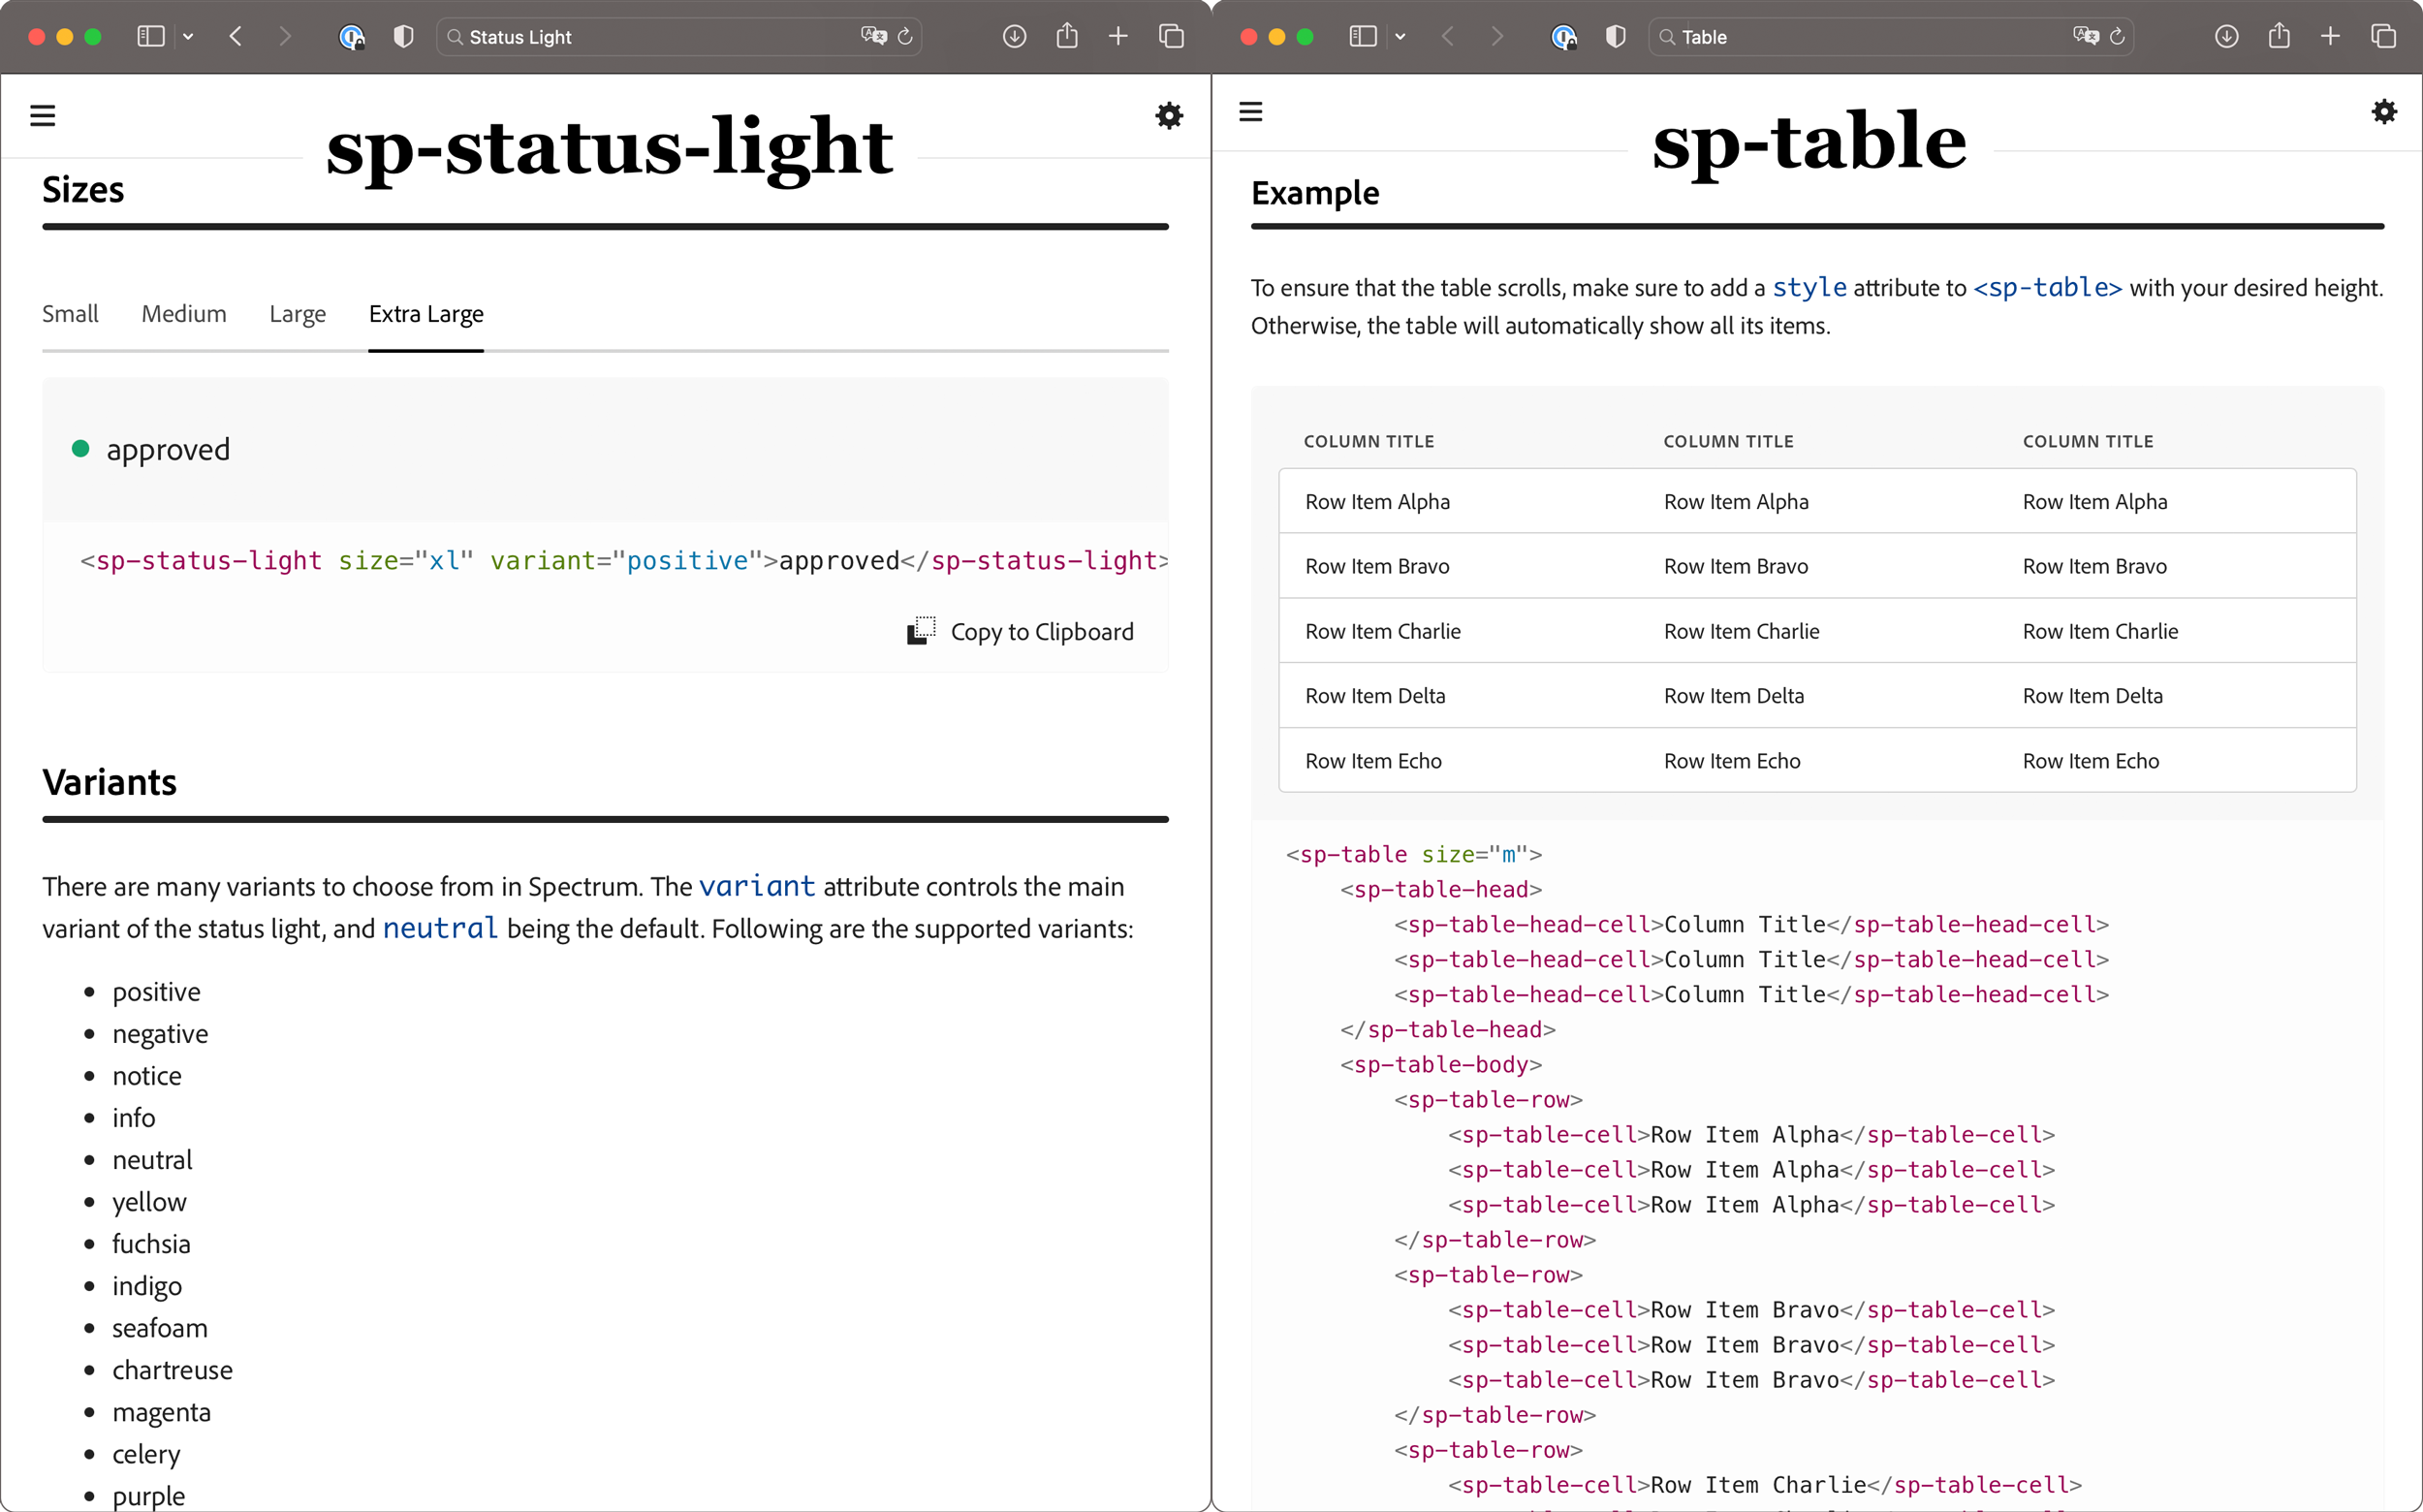 Status Light
sp-status-light
Sizes
Small Medium Large Extra Large
approved
<sp-status-light size="xl" variant="positive">approved</sp-status-light>
Copy to Clipboard
Variants
There are many variants to choose from in Spectrum. The variant attribute controls the main
variant of the status light, and neutral being the default. Following are the supported variants:
positive
negative
notice
info
neutral
yellow
fuchsia
indigo
seafoam
chartreuse
magenta
celery
purple
Table
sp-table
Example
To ensure that the table scrolls, make sure to add a style attribute to <sp-table> with your desired height.
Otherwise, the table will automatically show all its items.
COLUMN TITLE COLUMN TITLE COLUMN TITLE
Row Item Alpha Row Item Alpha Row Item Alpha
Row Item Bravo Row Item Bravo Row Item Bravo
Row Item Charlie Row Item Charlie Row Item Charlie
Row Item Delta Row Item Delta Row Item Delta
Row Item Echo Row Item Echo Row Item Echo
<sp-table size="m">
<sp-table-head>
<sp-table-head-cell>Column Title</sp-table-head-cell>
<sp-table-head-cell>Column Title</sp-table-head-cell>
<sp-table-head-cell>Column Title</sp-table-head-cell>
</sp-table-head>
<sp-table-body>
<sp-table-row>
<sp-table-cell>Row Item Alpha</sp-table-cell>
<sp-table-cell>Row Item Alpha</sp-table-cell>
<sp-table-cell>Row Item Alpha</sp-table-cell>
</sp-table-row>
<sp-table-row>
<sp-table-cell>Row Item Bravo</sp-table-cell>
<sp-table-cell>Row Item Bravo</sp-table-cell>
<sp-table-cell>Row Item Bravo</sp-table-cell>
</sp-table-row>
<sp-table-row>
<sp-table-cell>Row Item Charlie</sp-table-cell>